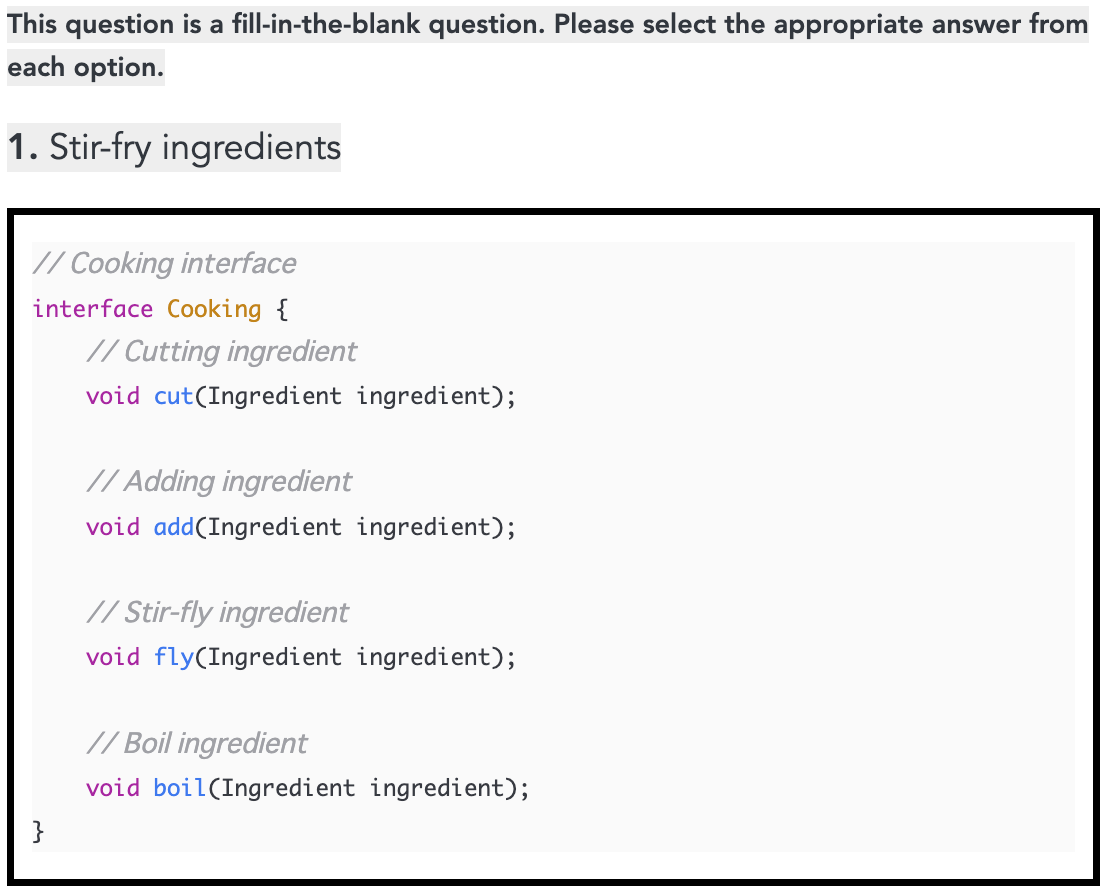 This question is a fill-in-the-blank question. Please select the appropriate answer from
each option.
1. Stir-fry ingredients
// Cooking interface
interface Cooking {
// Cutting ingredient
void cut(Ingredient ingredient);
// Adding ingredient
void add(Ingredient ingredient);
// Stir-fly ingredient
void fly(Ingredient ingredient);
// Boil ingredient
void boil(Ingredient ingredient);
}